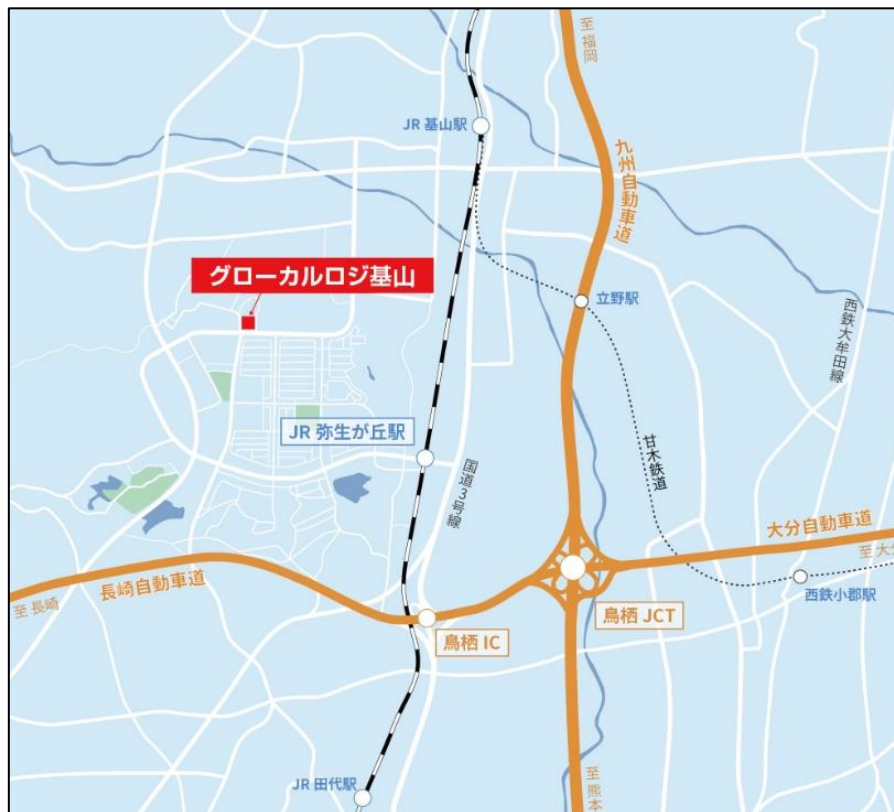 至福岡
JR 基山駅
九州自動車道
グローカルロジ基山
立野駅
西鉄大牟田線
JR 弥生が丘駅
国道3号線
甘木鉄道
大分自動車道
至大
長崎自動車道
至長崎
西鉄小郡駅
鳥栖 IC
鳥栖 JCT
JR 田代駅
至熊本